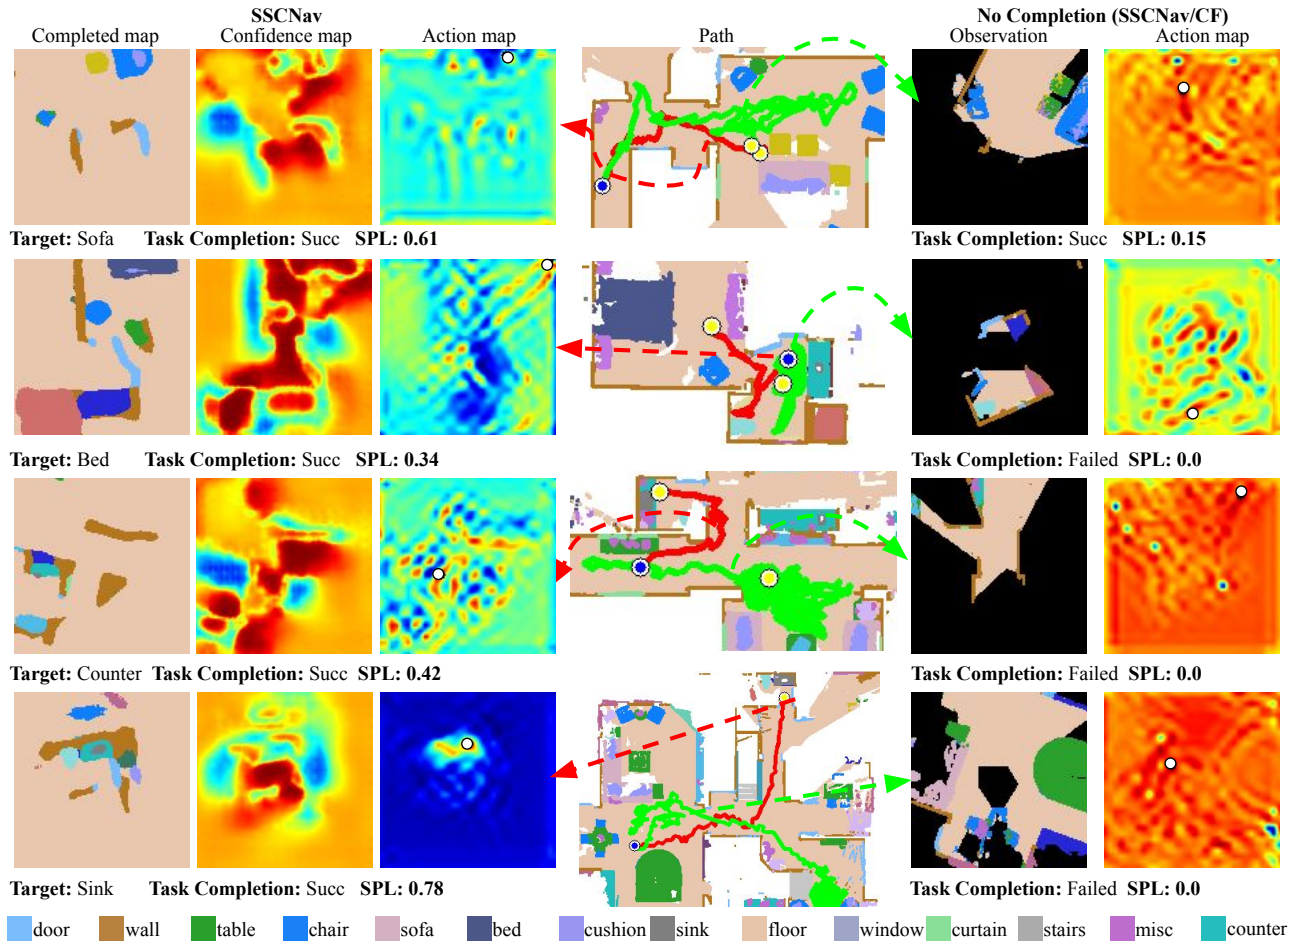 SSCNav
No Completion (SSCNav/CF)
Completed map
Confidence map
Action map
Path
Observation
Action map
Target: Sofa Task Completion: Succ SPL: 0.61
Task Completion: Succ SPL: 0.15
Target: Bed Task Completion: Succ SPL: 0.34
Task Completion: Failed SPL: 0.0
Target: Counter Task Completion: Succ SPL: 0.42
Task Completion: Failed SPL: 0.0
Target: Sink Task Completion: Succ SPL: 0.78
Task Completion: Failed SPL: 0.0
door wall table chair sofa bed cushion sink floor window curtain stairs misc counter